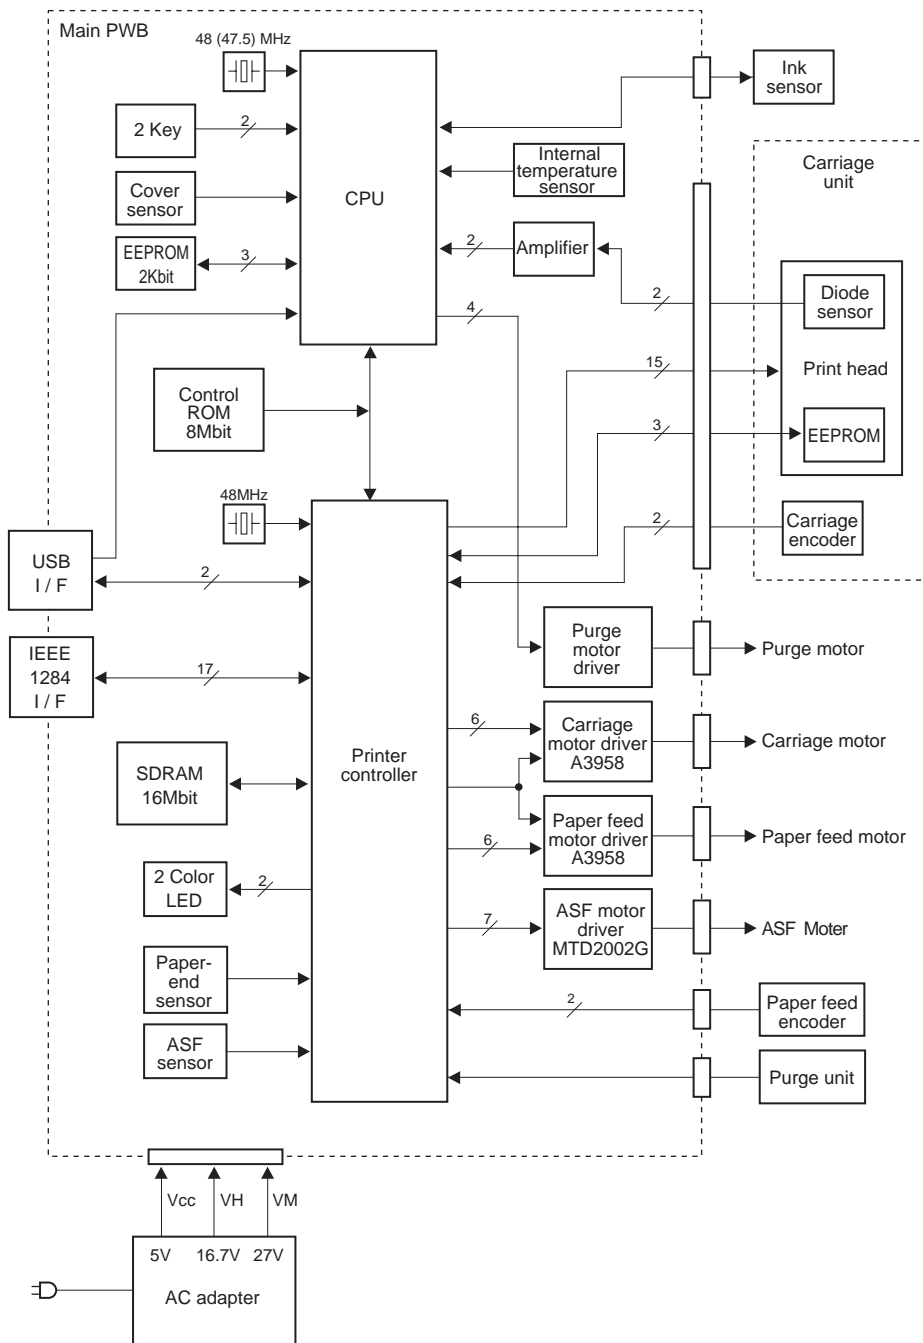 Main PWB
48 (47.5) MHz
Ink
sensor
2 Key
2
Cover
sensor
EEPROM
2Kbit
3
CPU
Internal
temperature
sensor
2
Amplifier
4
Carriage
unit
2
Diode
sensor
15
Print head
3
EEPROM
2
Carriage
encoder
Control
ROM
8Mbit
48MHz
USB
I / F
2
IEEE
1284
I / F
17
Printer
controller
SDRAM
16Mbit
2 Color
LED
2
Paper-
end
sensor
ASF
sensor
Purge
motor
driver
Purge motor
6
Carriage
motor driver
A3958
Carriage motor
6
Paper feed
motor driver
A3958
Paper feed motor
7
ASF motor
driver
MTD2002G
ASF Moter
2
Paper feed
encoder
Purge unit
Vcc
VH
VM
5V
16.7V
27V
AC adapter